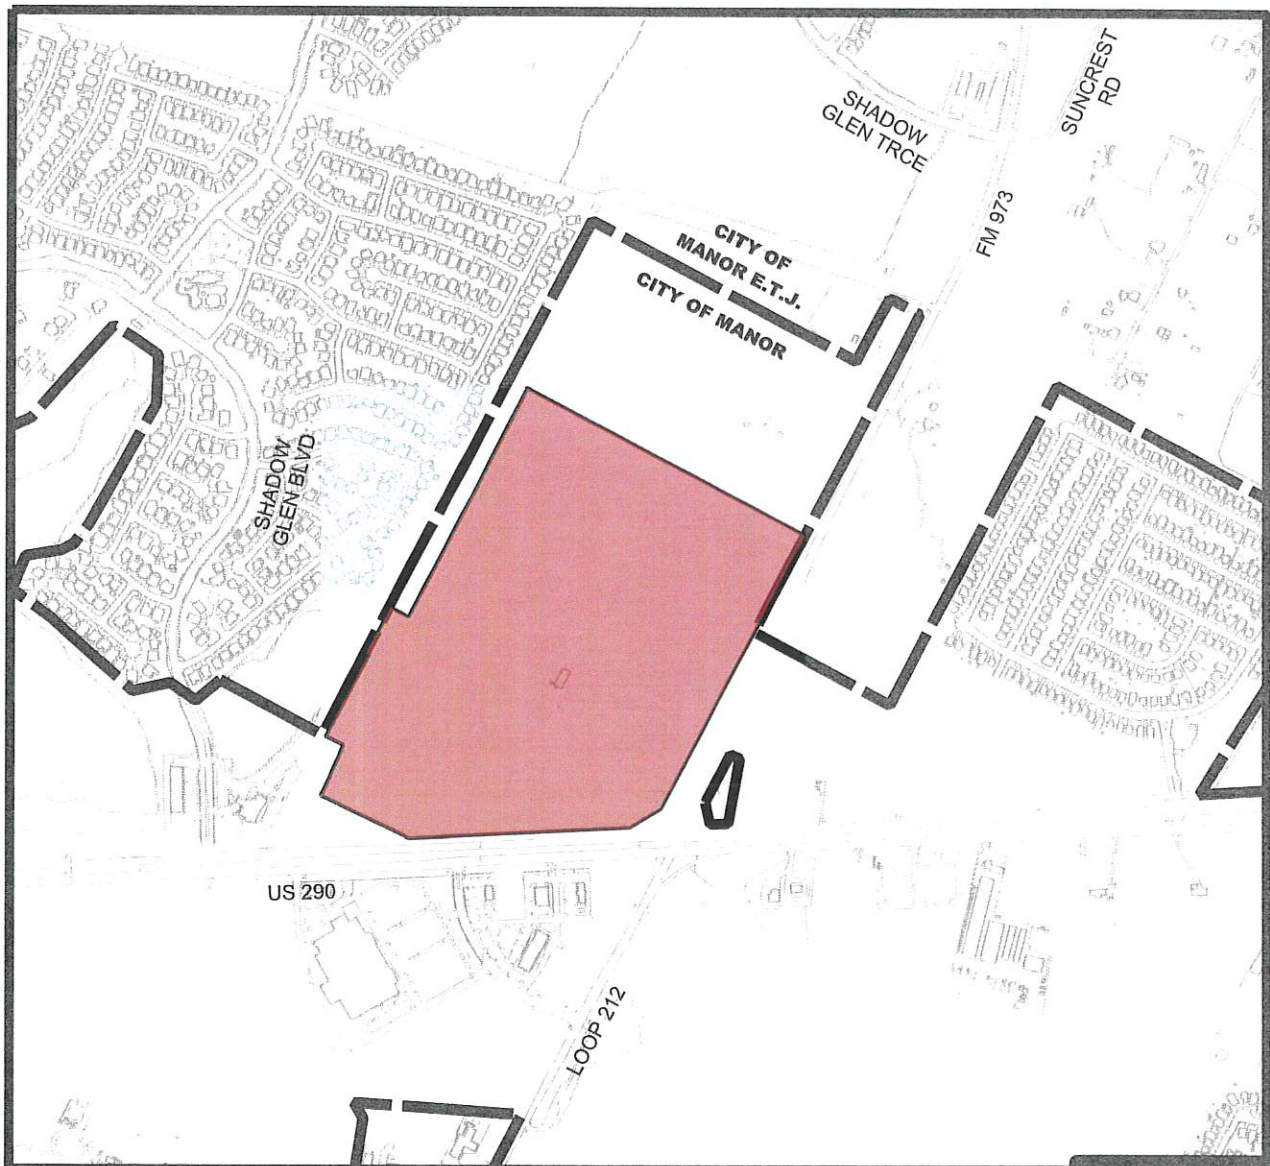 SHADOW
GLEN TRCE
SUNCREST
RD
FM 973
CITY OF
MANOR E.T.J.
CITY OF MANOR
SHADOW
GLEN BLVD
US 290
LOOP 212